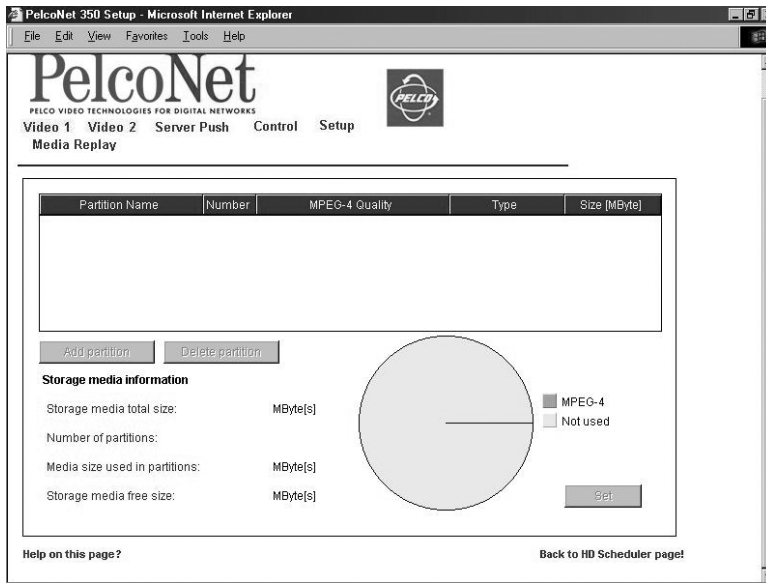 PelcoNet 350 Setup - Microsoft Internet Explorer
File Edit View Favorites Tools Help
PelcoNet
PELCO VIDEO TECHNOLOGIES FOR DIGITAL NETWORKS
PELCO
Video 1 Video 2 Server Push Control Setup
Media Replay
Partition Name Number MPEG-4 Quality Type Size [MByte]
Add partition Delete partition
Storage media information
Storage media total size: MByte[s]
Number of partitions:
Media size used in partitions: MByte[s]
Storage media free size: MByte[s]
MPEG-4
Not used
Set
Help on this page? Back to HD Scheduler page!